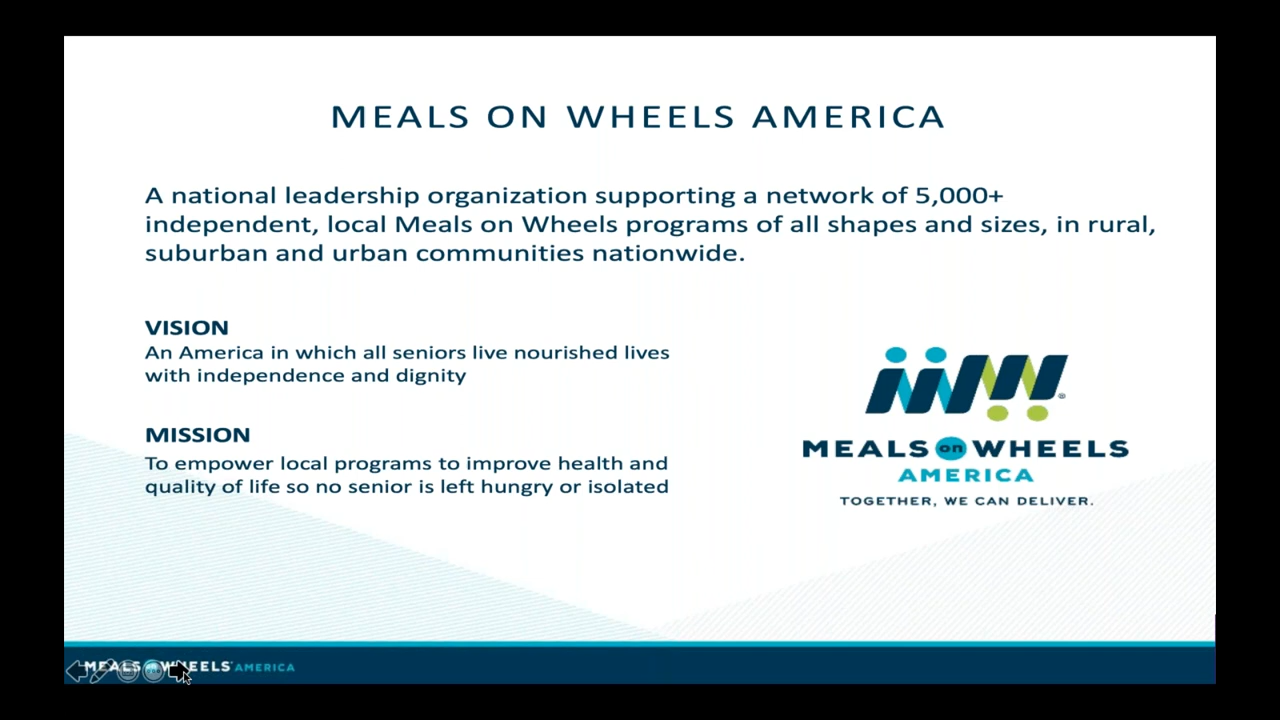 MEALS ON WHEELS AMERICA
A national leadership organization supporting a network of 5,000+
independent, local Meals on Wheels programs of all shapes and sizes, in rural,
suburban and urban communities nationwide.
VISION
An America in which all seniors live nourished lives
with independence and dignity
MISSION
To empower local programs to improve health and
quality of life so no senior is left hungry or isolated
MEALS on WHEELS
AMERICA
TOGETHER, WE CAN DELIVER.
MEALS WHEELS AMERICA